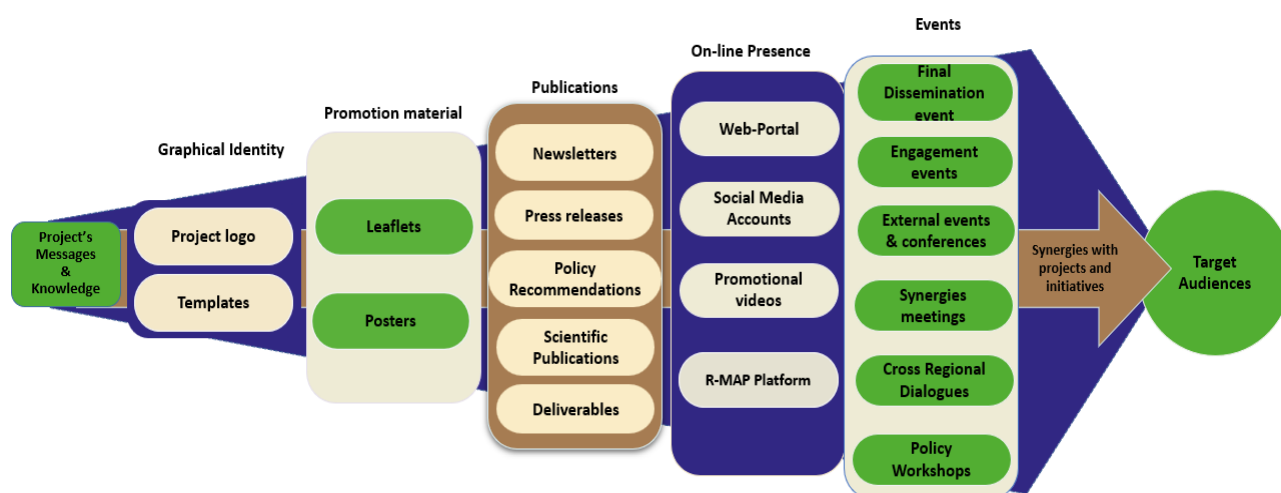 Project's
Messages
&
Knowledge
Graphical Identity
Project logo
Templates
Promotion material
Leaflets
Posters
Publications
Newsletters
Press releases
Policy
Recommendations
Scientific
Publications
Deliverables
On-line Presence
Web-Portal
Social Media
Accounts
Promotional
videos
R-MAP Platform
Events
Final
Dissemination
event
Engagement
events
External events
& conferences
Synergies
meetings
Cross Regional
Dialogues
Policy
Workshops
Synergies with
projects and
initiatives
Target
Audiences